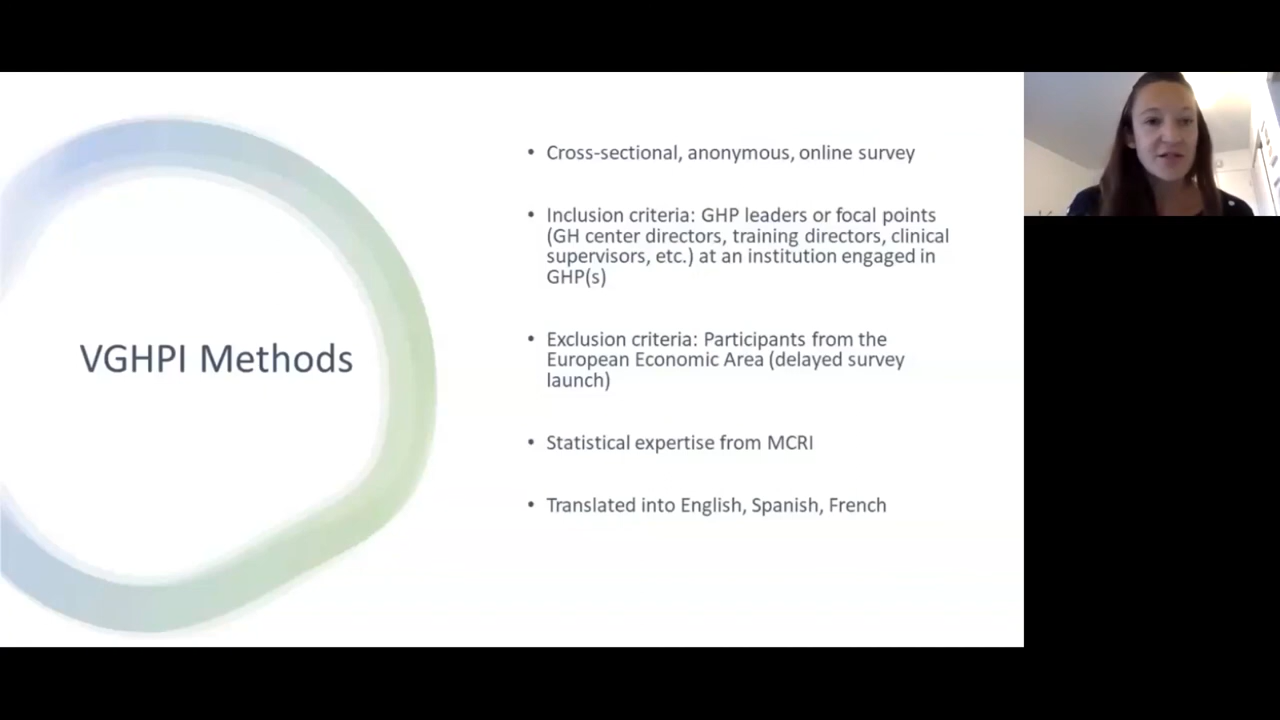 VGHPI Methods
• Cross-sectional, anonymous, online survey
• Inclusion criteria: GHP leaders or focal points
(GH center directors, training directors, clinical
supervisors, etc.) at an institution engaged in
GHP(s)
• Exclusion criteria: Participants from the
European Economic Area (delayed survey
launch)
• Statistical expertise from MCRI
• Translated into English, Spanish, French